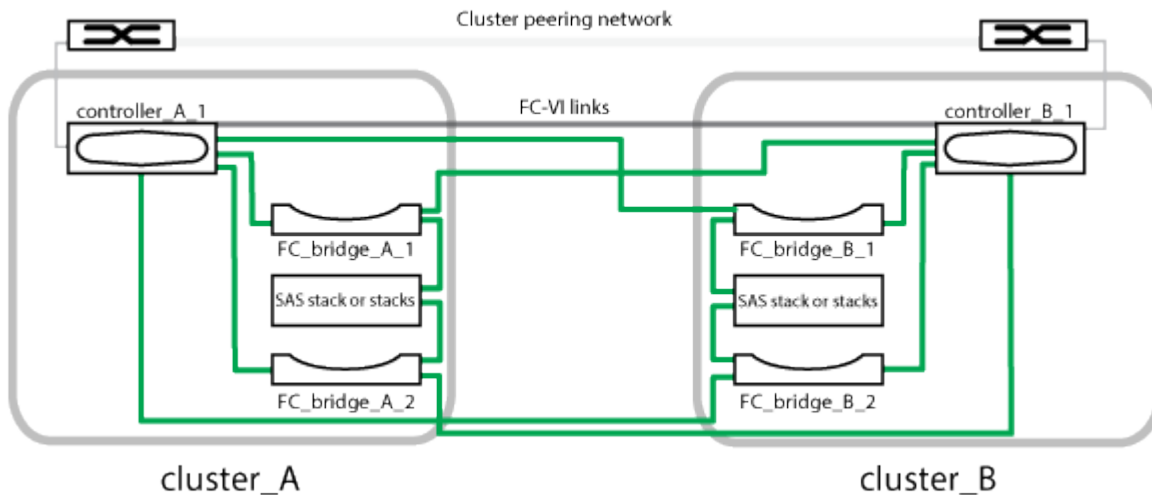 Cluster peering network
controller_A_1
FC-VI links
controller_B_1
FC_bridge_A_1
FC_bridge_B_1
SAS stack or stacks
SAS stack or stacks
FC_bridge_A_2
FC_bridge_B_2
cluster_A
cluster_B